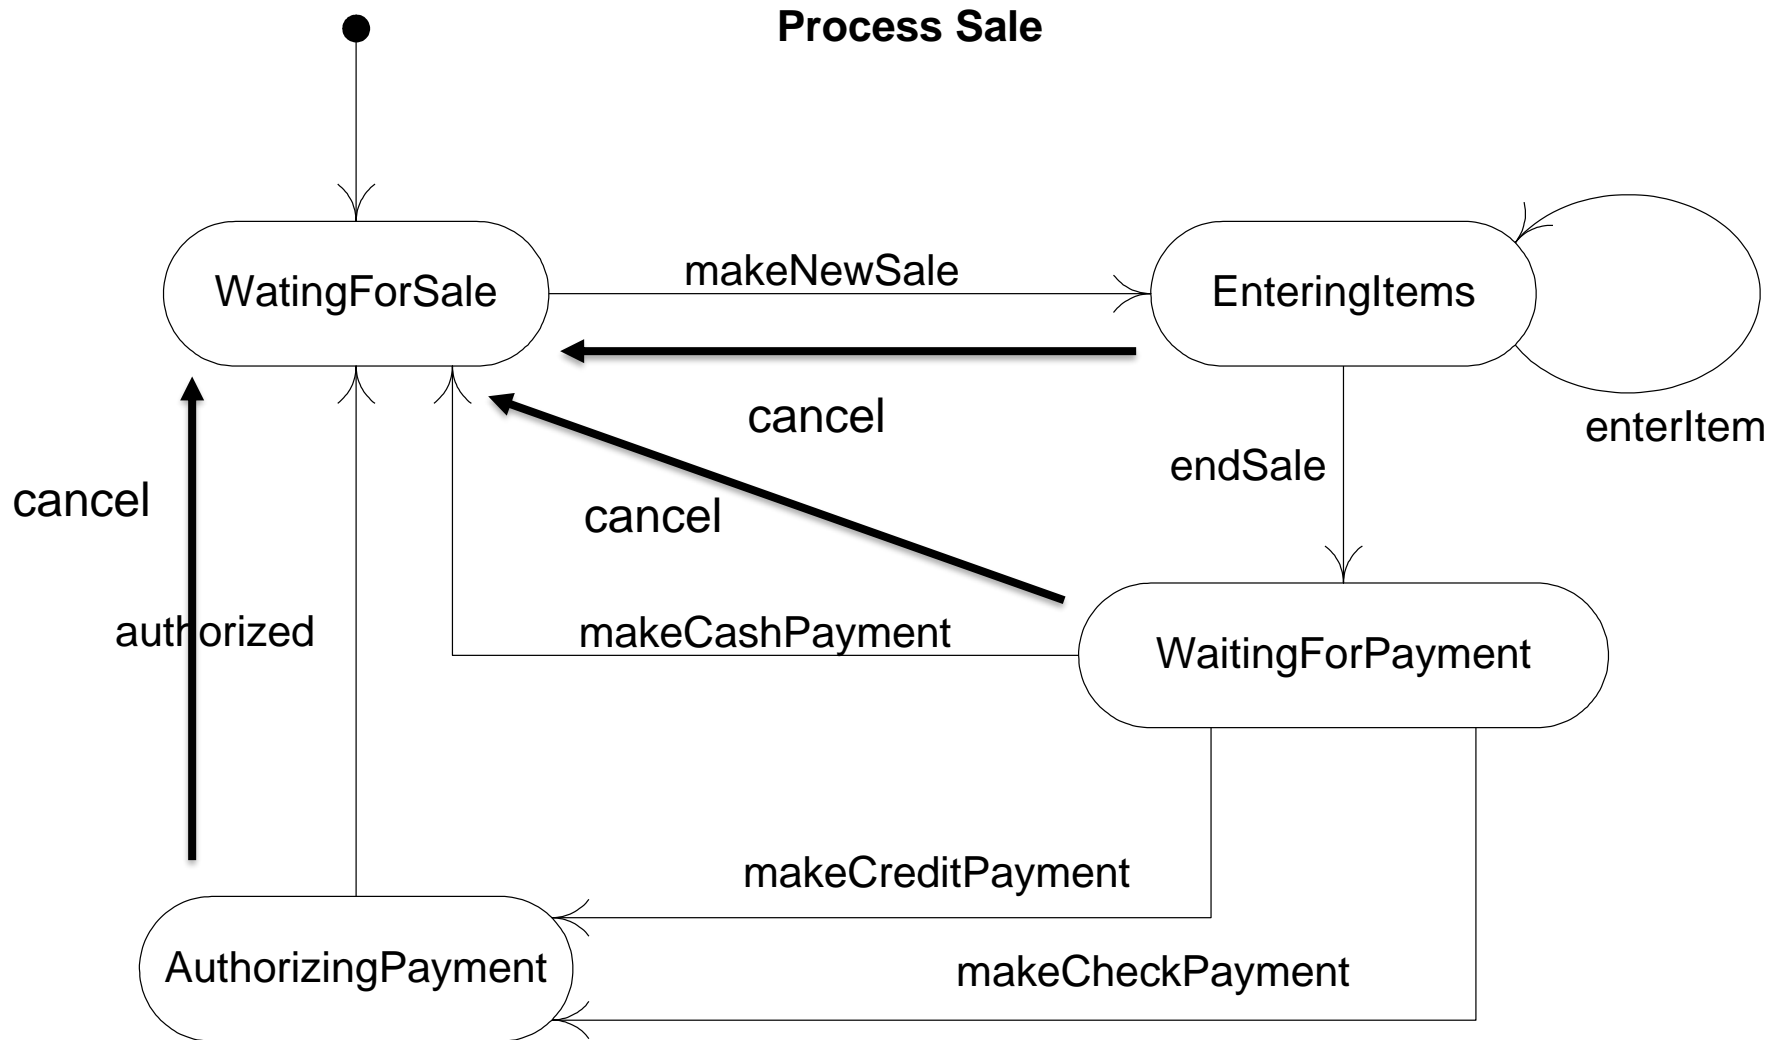 Process Sale
WatingForSale
makeNewSale
EnteringItems
cancel
enterItem
endSale
cancel
cancel
authorized
makeCashPayment
WaitingForPayment
makeCreditPayment
AuthorizingPayment
makeCheckPayment